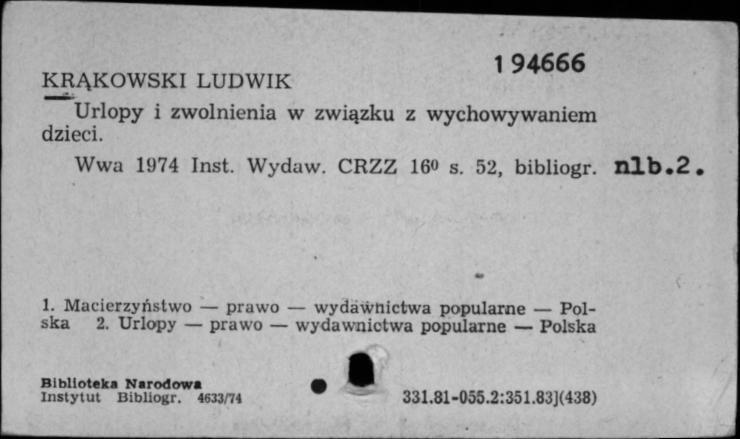 194666
KRĄKOWSKI LUDWIK
Urlopy i zwolnienia w związku z wychowywaniem
dzieci.
Wwa 1974 Inst. Wydaw. CRZZ 16⁰ s. 52, bibliogr. nlb.2.
1. Macierzyństwo — prawo — wydawnictwa popularne — Pol-
ska 2. Urlopy — prawo — wydawnictwa popularne — Polska
Biblioteka Narodowa
Instytut Bibliogr. 4633/74
331.81-055.2:351.83](438)